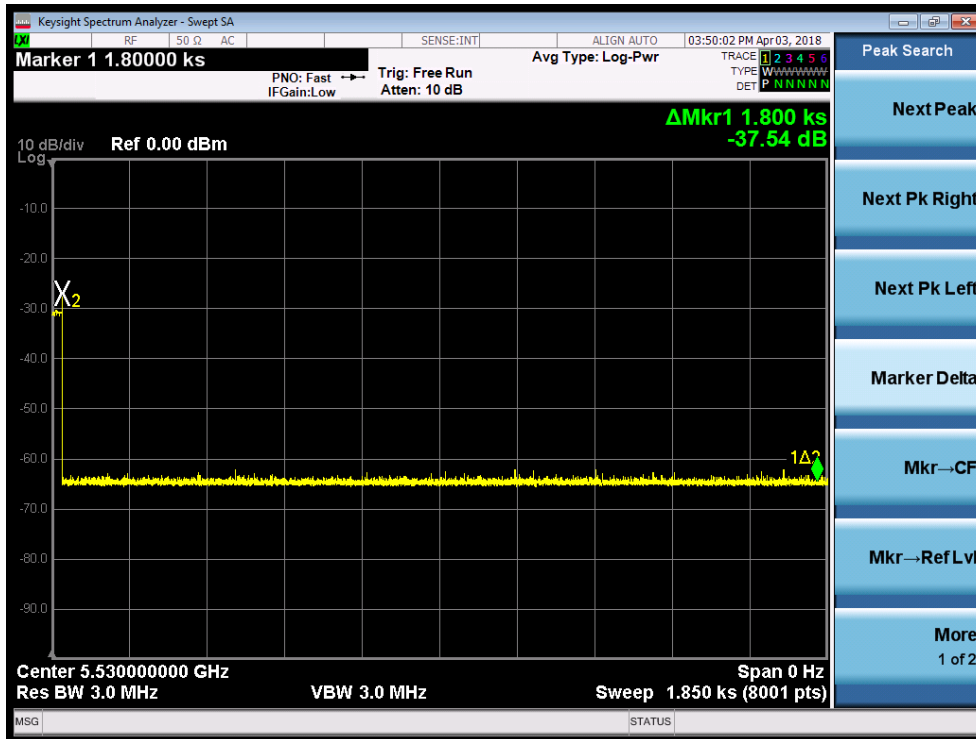 Keysight Spectrum Analyzer - Swept SA
LXI RF 50 Ω AC SENSE:INT ALIGN AUTO 03:50:02 PM Apr 03, 2018
Marker 1 1.80000 ks
PNO: Fast
IFGain:Low
Trig: Free Run
Atten: 10 dB
Avg Type: Log-Pwr
TRACE 1 2 3 4 5 6
TYPE W W W W W W
DET P N N N N N
ΔMkr1 1.800 ks
-37.54 dB
10 dB/div Ref 0.00 dBm
Log
-10.0
-20.0
-30.0
-40.0
-50.0
-60.0
-70.0
-80.0
-90.0
X2
1Δ2
Center 5.530000000 GHz
Span 0 Hz
Res BW 3.0 MHz
VBW 3.0 MHz
Sweep 1.850 ks (8001 pts)
MSG
STATUS
Peak Search
Next Peak
Next Pk Right
Next Pk Left
Marker Delta
Mkr→CF
Mkr→Ref Lvl
More
1 of 2